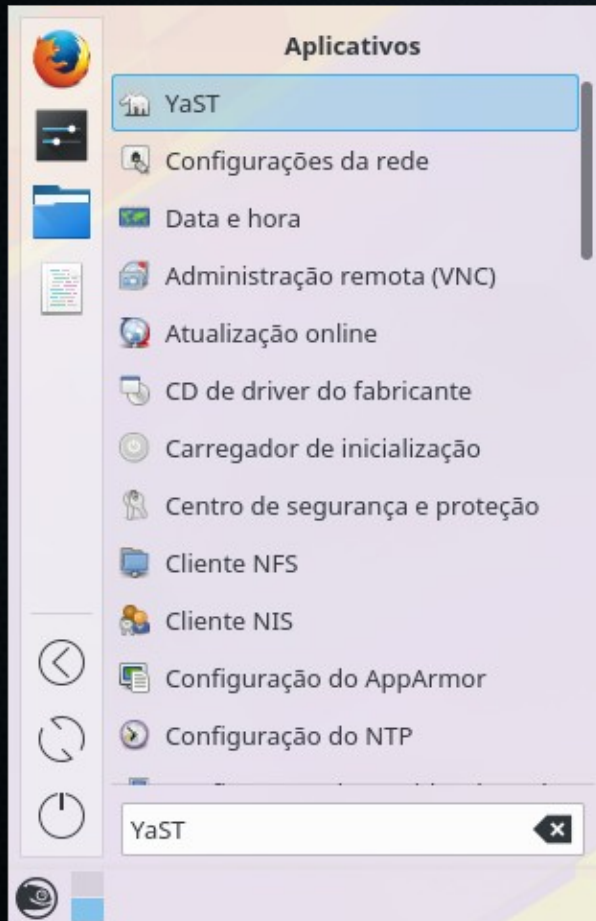 Aplicativos
YaST
Configurações da rede
Data e hora
Administração remota (VNC)
Atualização online
CD de driver do fabricante
Carregador de inicialização
Centro de segurança e proteção
Cliente NFS
Cliente NIS
Configuração do AppArmor
Configuração do NTP
YaST